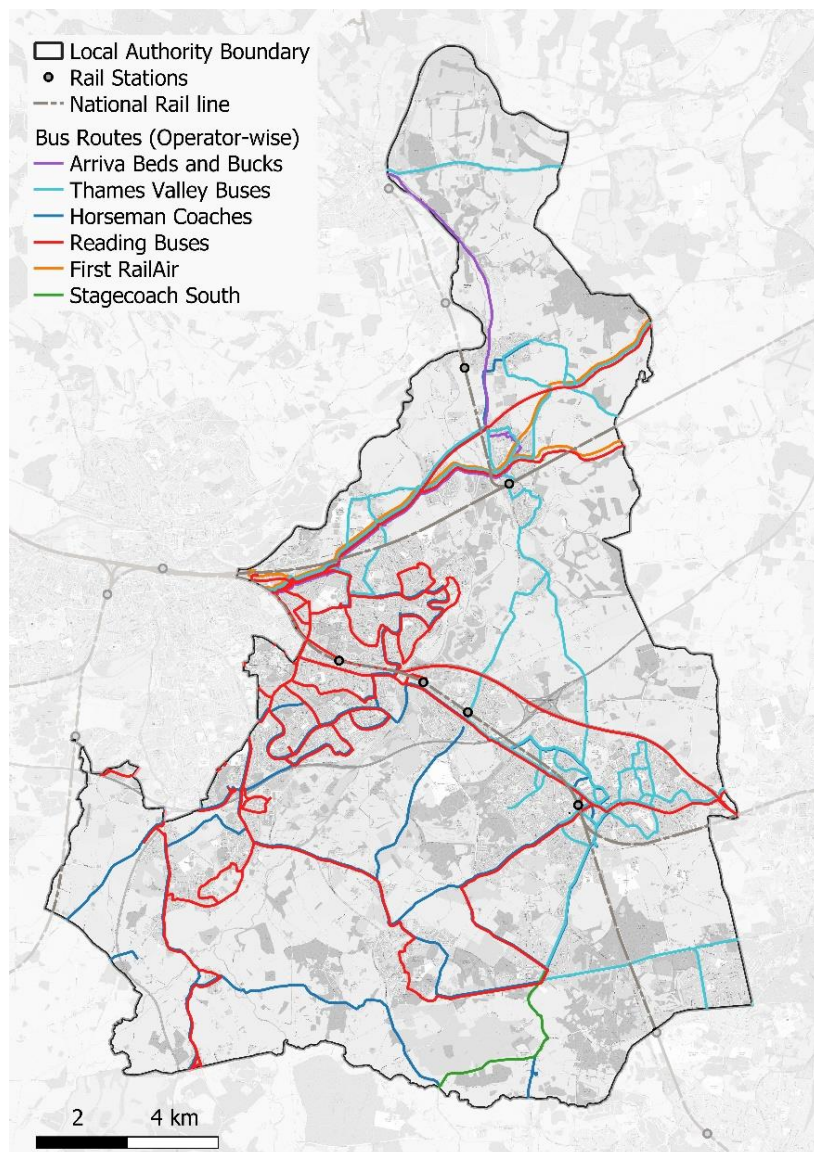 Local Authority Boundary
Rail Stations
National Rail line
Bus Routes (Operator-wise)
Arriva Beds and Bucks
Thames Valley Buses
Horseman Coaches
Reading Buses
First RailAir
Stagecoach South
2 4 km